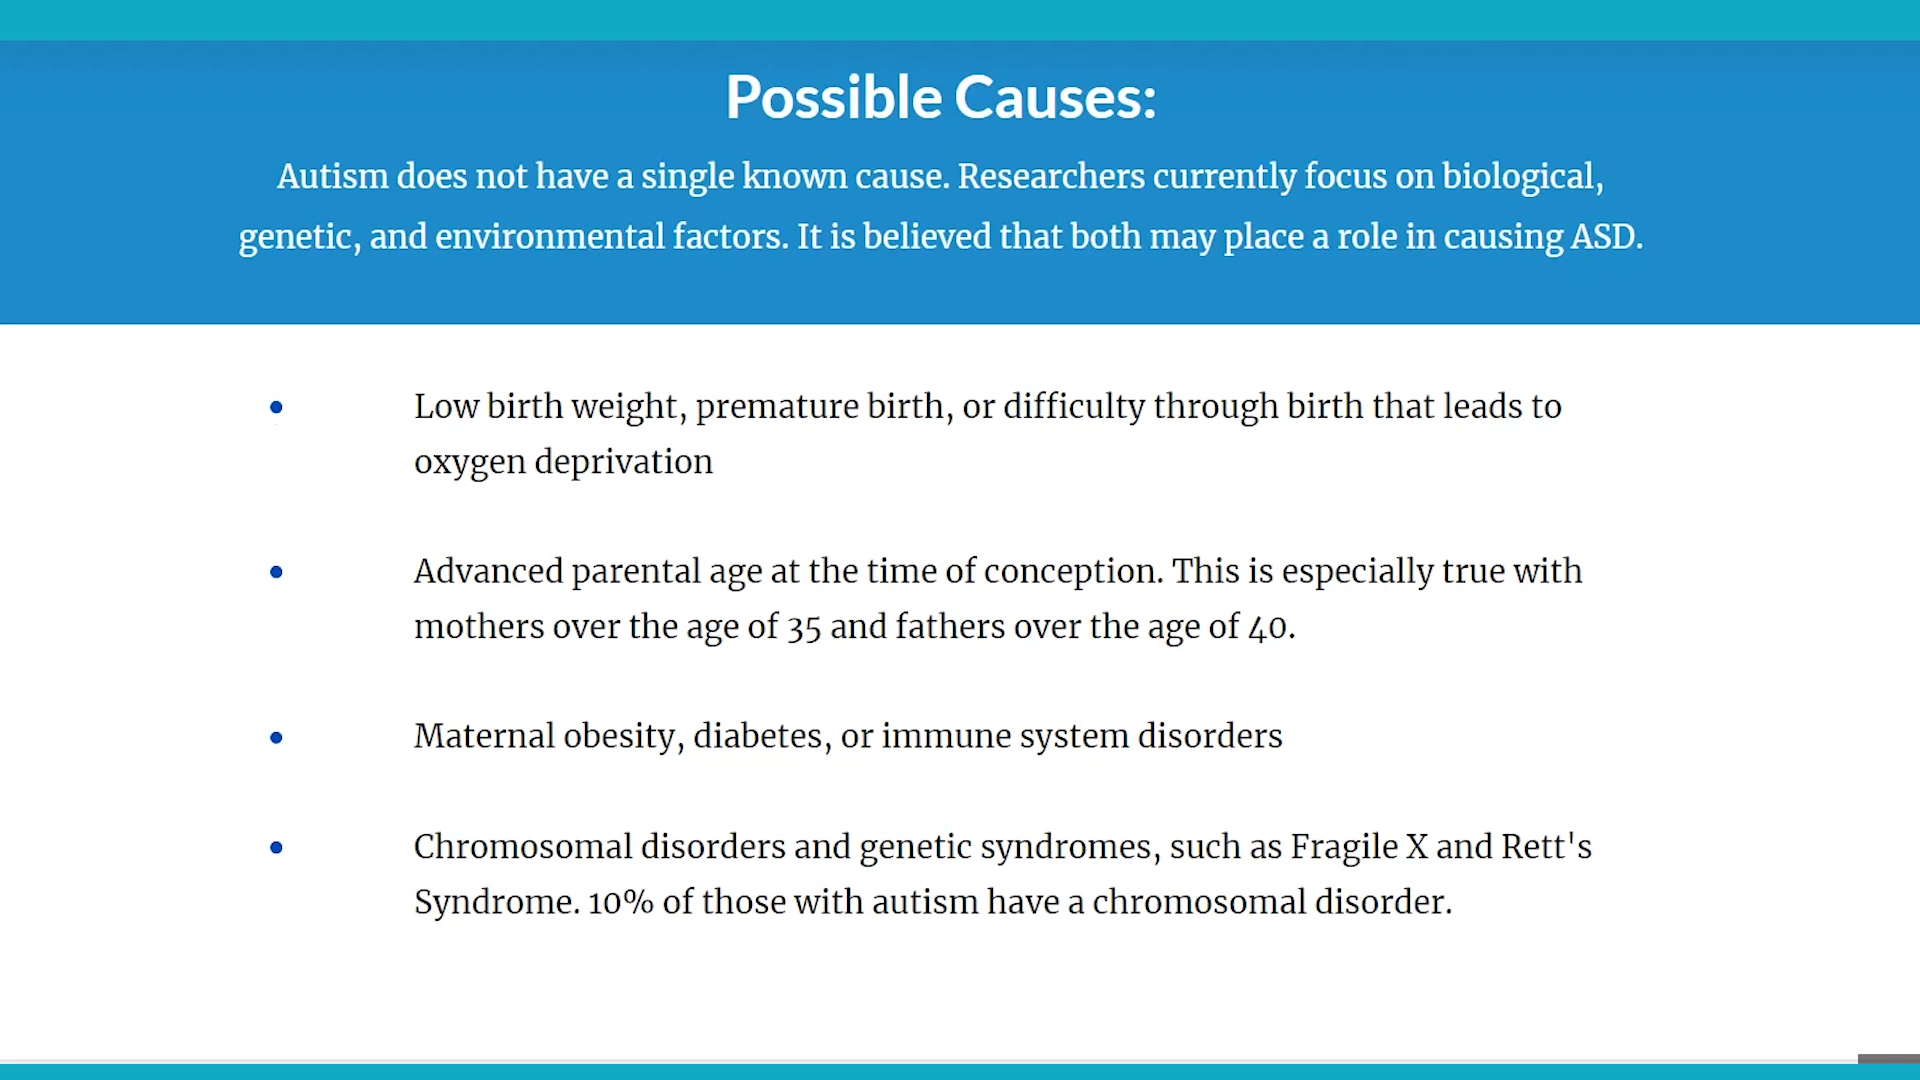 Possible Causes:
Autism does not have a single known cause. Researchers currently focus on biological,
genetic, and environmental factors. It is believed that both may place a role in causing ASD.
• Low birth weight, premature birth, or difficulty through birth that leads to
oxygen deprivation
• Advanced parental age at the time of conception. This is especially true with
mothers over the age of 35 and fathers over the age of 40.
• Maternal obesity, diabetes, or immune system disorders
• Chromosomal disorders and genetic syndromes, such as Fragile X and Rett's
Syndrome. 10% of those with autism have a chromosomal disorder.